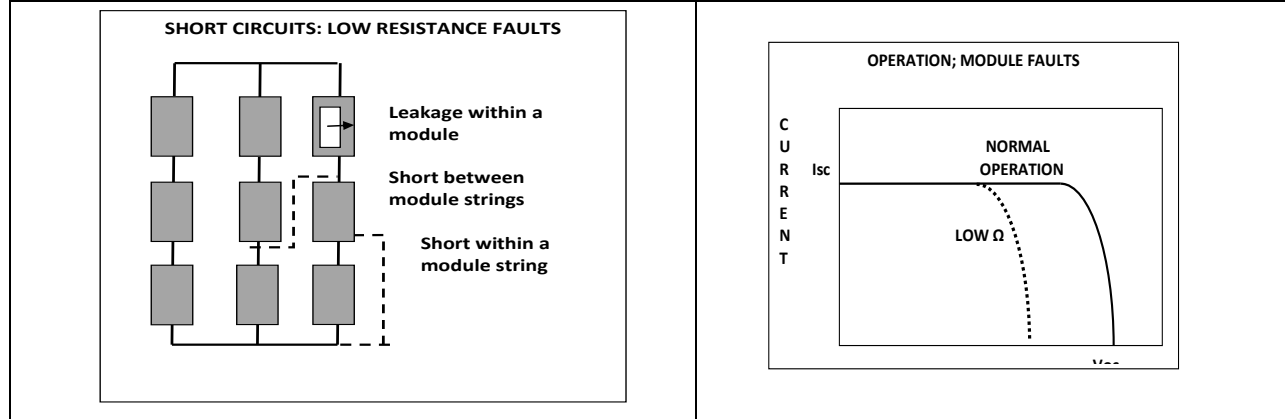 SHORT CIRCUITS: LOW RESISTANCE FAULTS
Leakage within a
module
Short between
module strings
Short within a
module string
OPERATION; MODULE FAULTS
C
U
R
R
E
N
T
Isc
NORMAL
OPERATION
LOW Ω